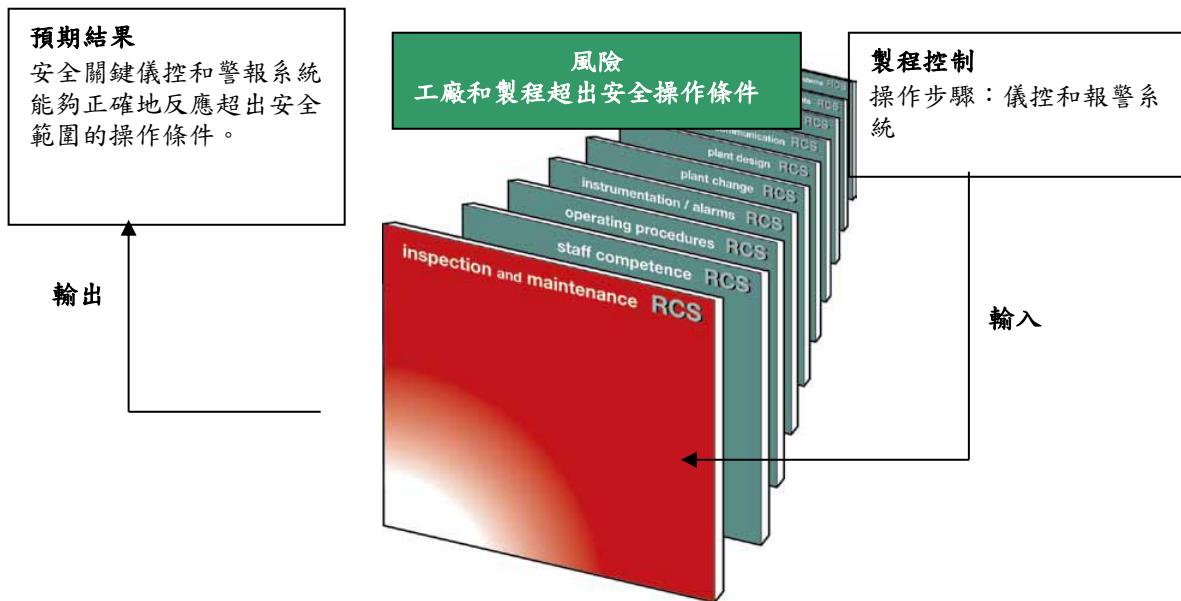 預期結果
安全關鍵儀控和警報系統
能夠正確地反應超出安全
範圍的操作條件。
風險
工廠和製程超出安全操作條件
製程控制
操作步驟：儀控和報警系
統
RCS
RCS
RCS
plant design RCS
plant change RCS
instrumentation / alarms RCS
operating procedures RCS
staff competence RCS
inspection and maintenance RCS
輸出
輸入